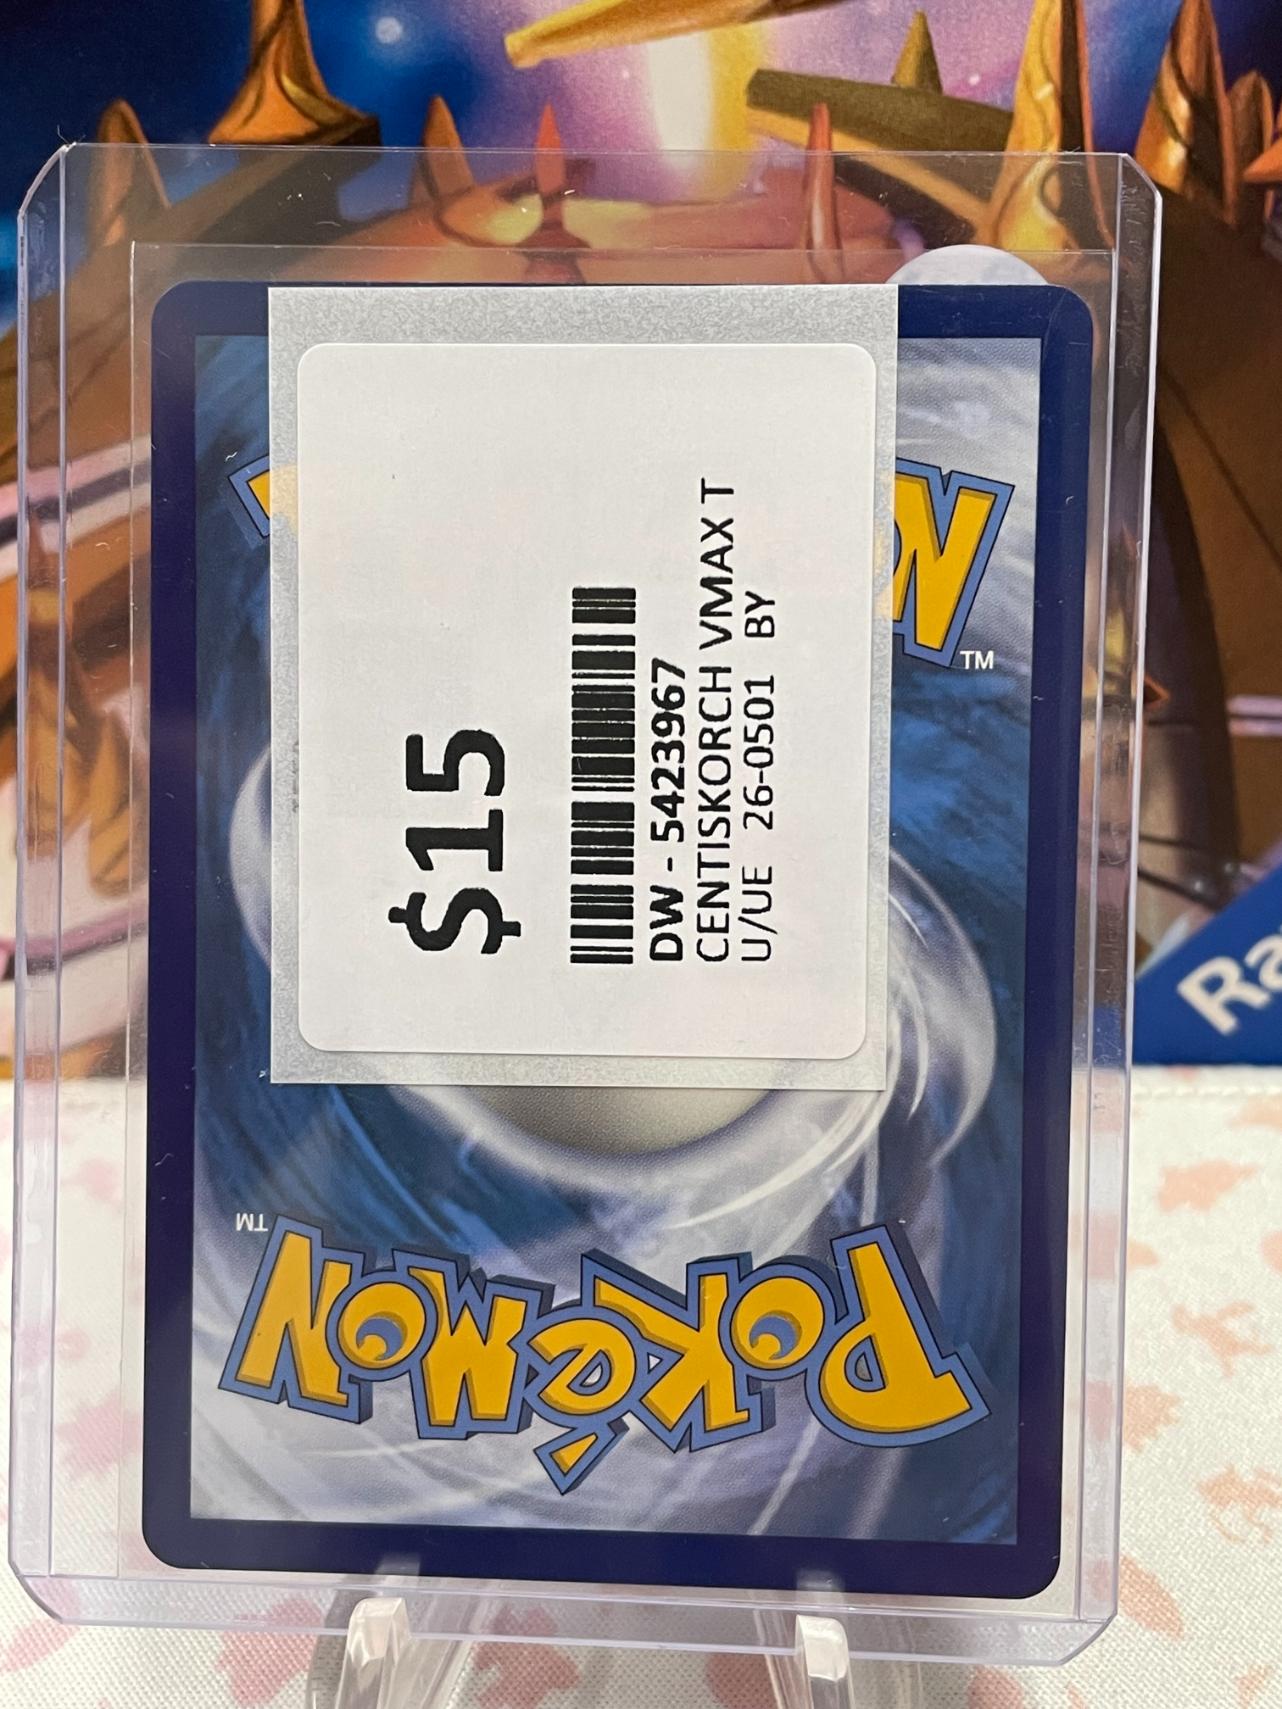 $15
DW - 5423967
CENTISKORCH VMAX T
U/UE 26-0501 BY
TM
Pokémon
TM
Ra